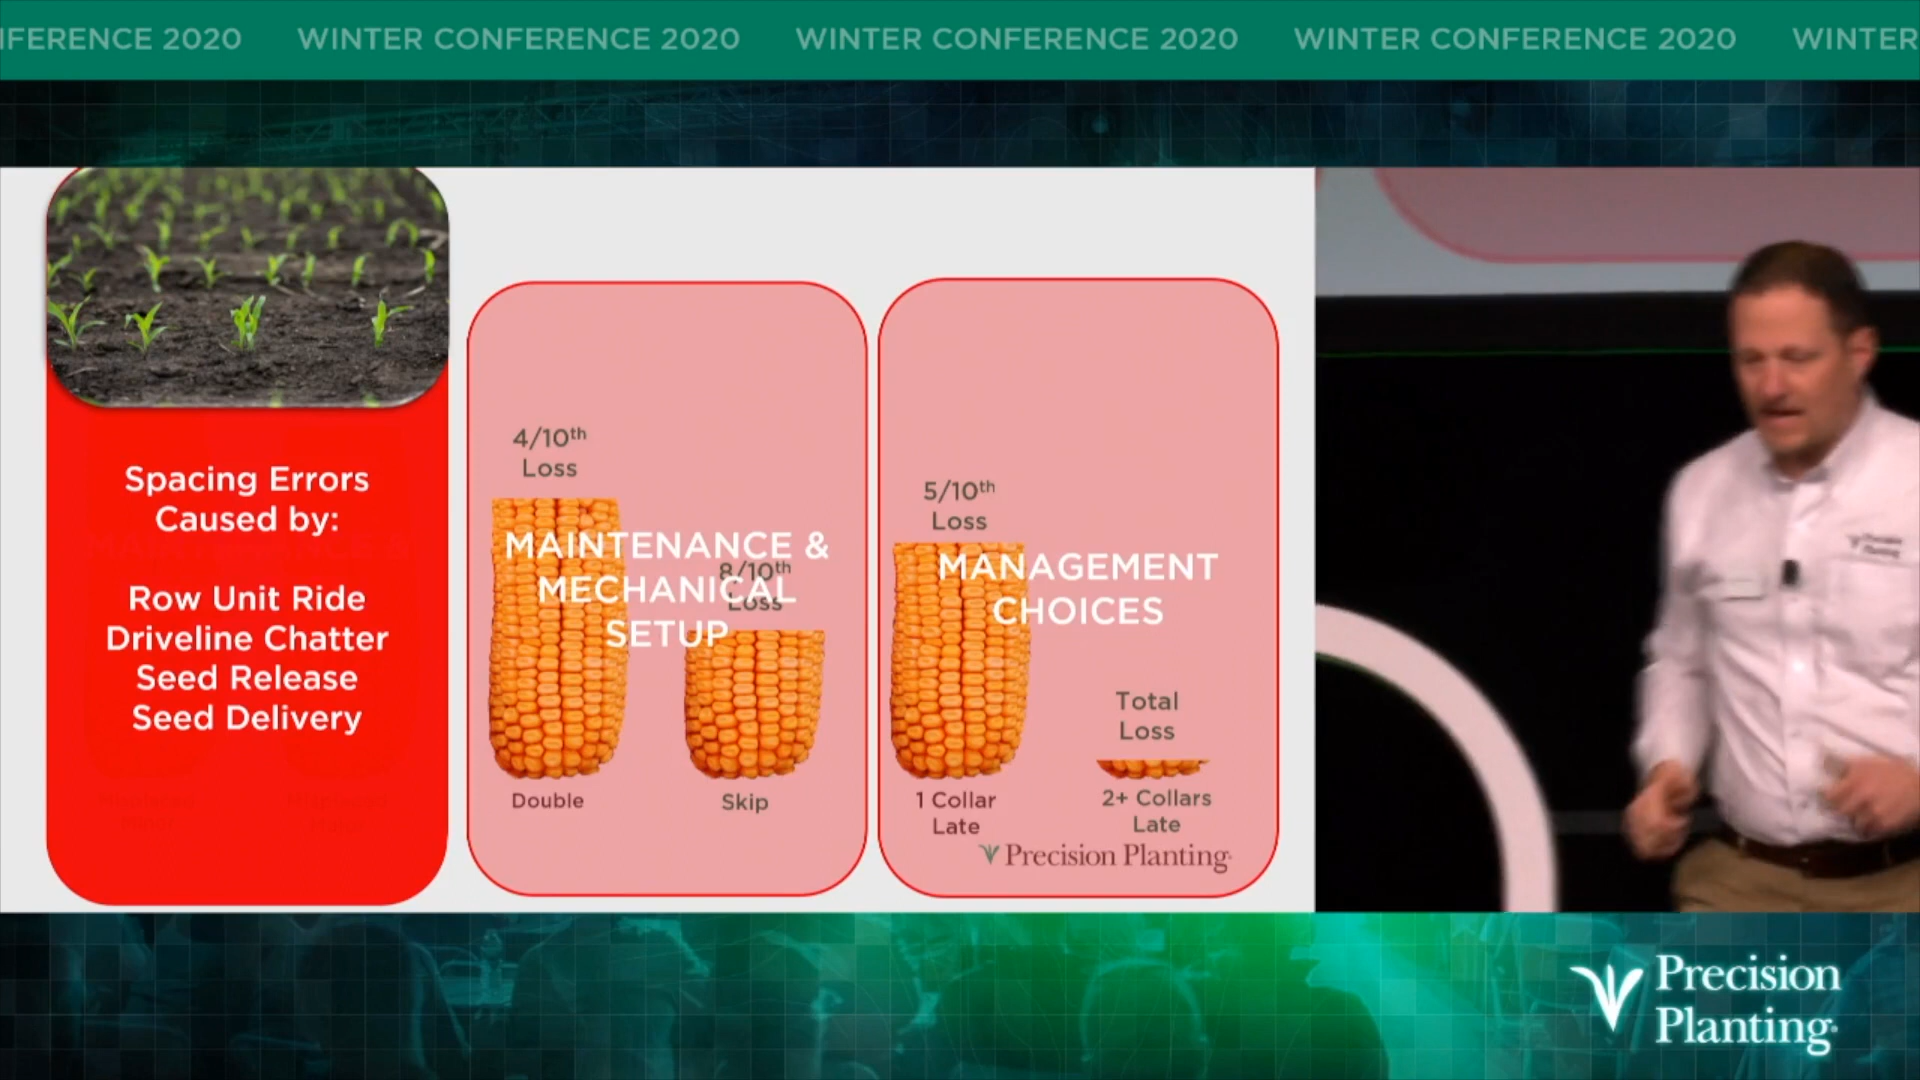 NFERENCE 2020 WINTER CONFERENCE 2020 WINTER CONFERENCE 2020 WINTER CONFERENCE 2020 WINTER
Spacing Errors
Caused by:
Row Unit Ride
Driveline Chatter
Seed Release
Seed Delivery
4/10th
Loss
MAINTENANCE &
MECHANICAL
SETUP
8/10th
Loss
Double
Skip
5/10th
Loss
MANAGEMENT
CHOICES
Total
Loss
1 Collar
Late
2+ Collars
Late
Precision Planting
Precision
Planting